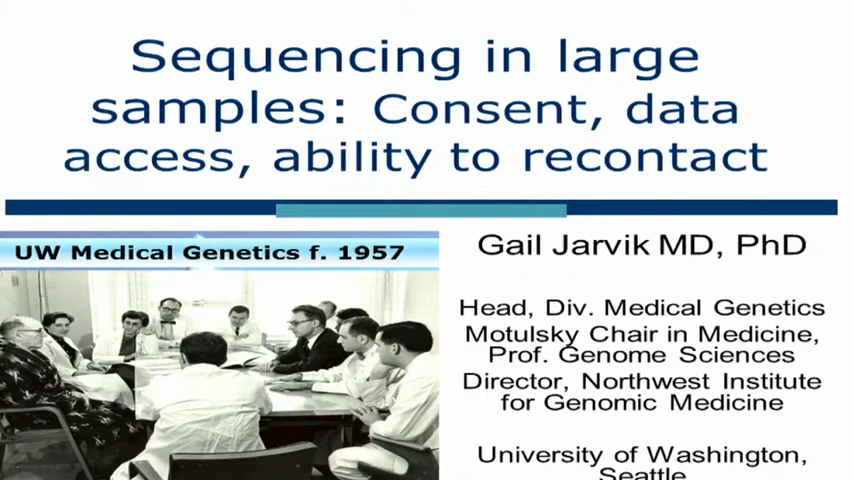 Sequencing in large
samples: Consent, data
access, ability to recontact
UW Medical Genetics f. 1957
Gail Jarvik MD, PhD
Head, Div. Medical Genetics
Motulsky Chair in Medicine,
Prof. Genome Sciences
Director, Northwest Institute
for Genomic Medicine
University of Washington,
Seattle